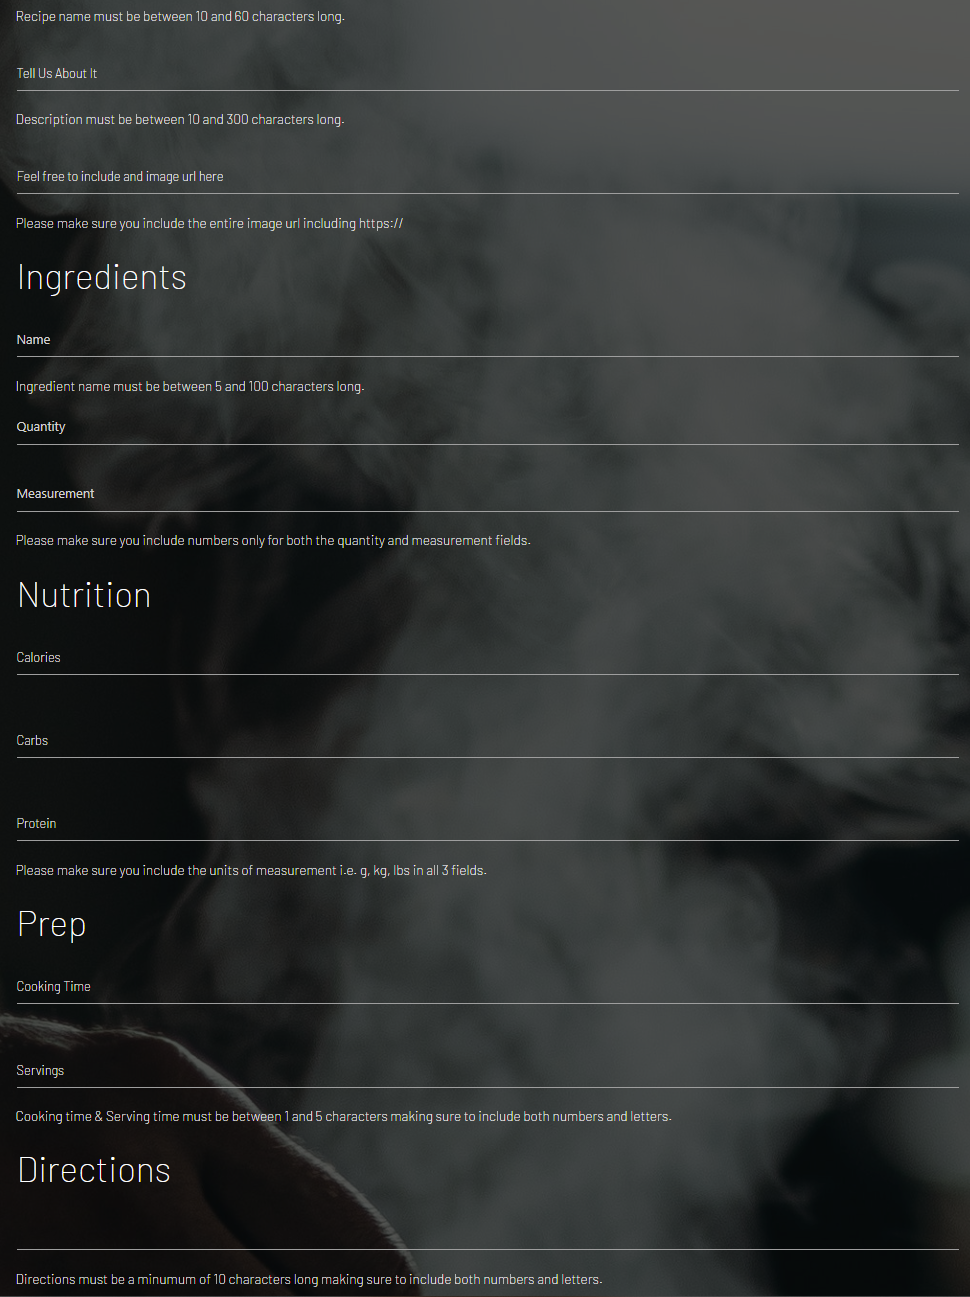 Recipe name must be between 10 and 60 characters long.
Tell Us About It
Description must be between 10 and 300 characters long.
Feel free to include and image url here
Please make sure you include the entire image url including https://
Ingredients
Name
Ingredient name must be between 5 and 100 characters long.
Quantity
Measurement
Please make sure you include numbers only for both the quantity and measurement fields.
Nutrition
Calories
Carbs
Protein
Please make sure you include the units of measurement i.e. g, kg, lbs in all 3 fields.
Prep
Cooking Time
Servings
Cooking time & Serving time must be between 1 and 5 characters making sure to include both numbers and letters.
Directions
Directions must be a minumum of 10 characters long making sure to include both numbers and letters.